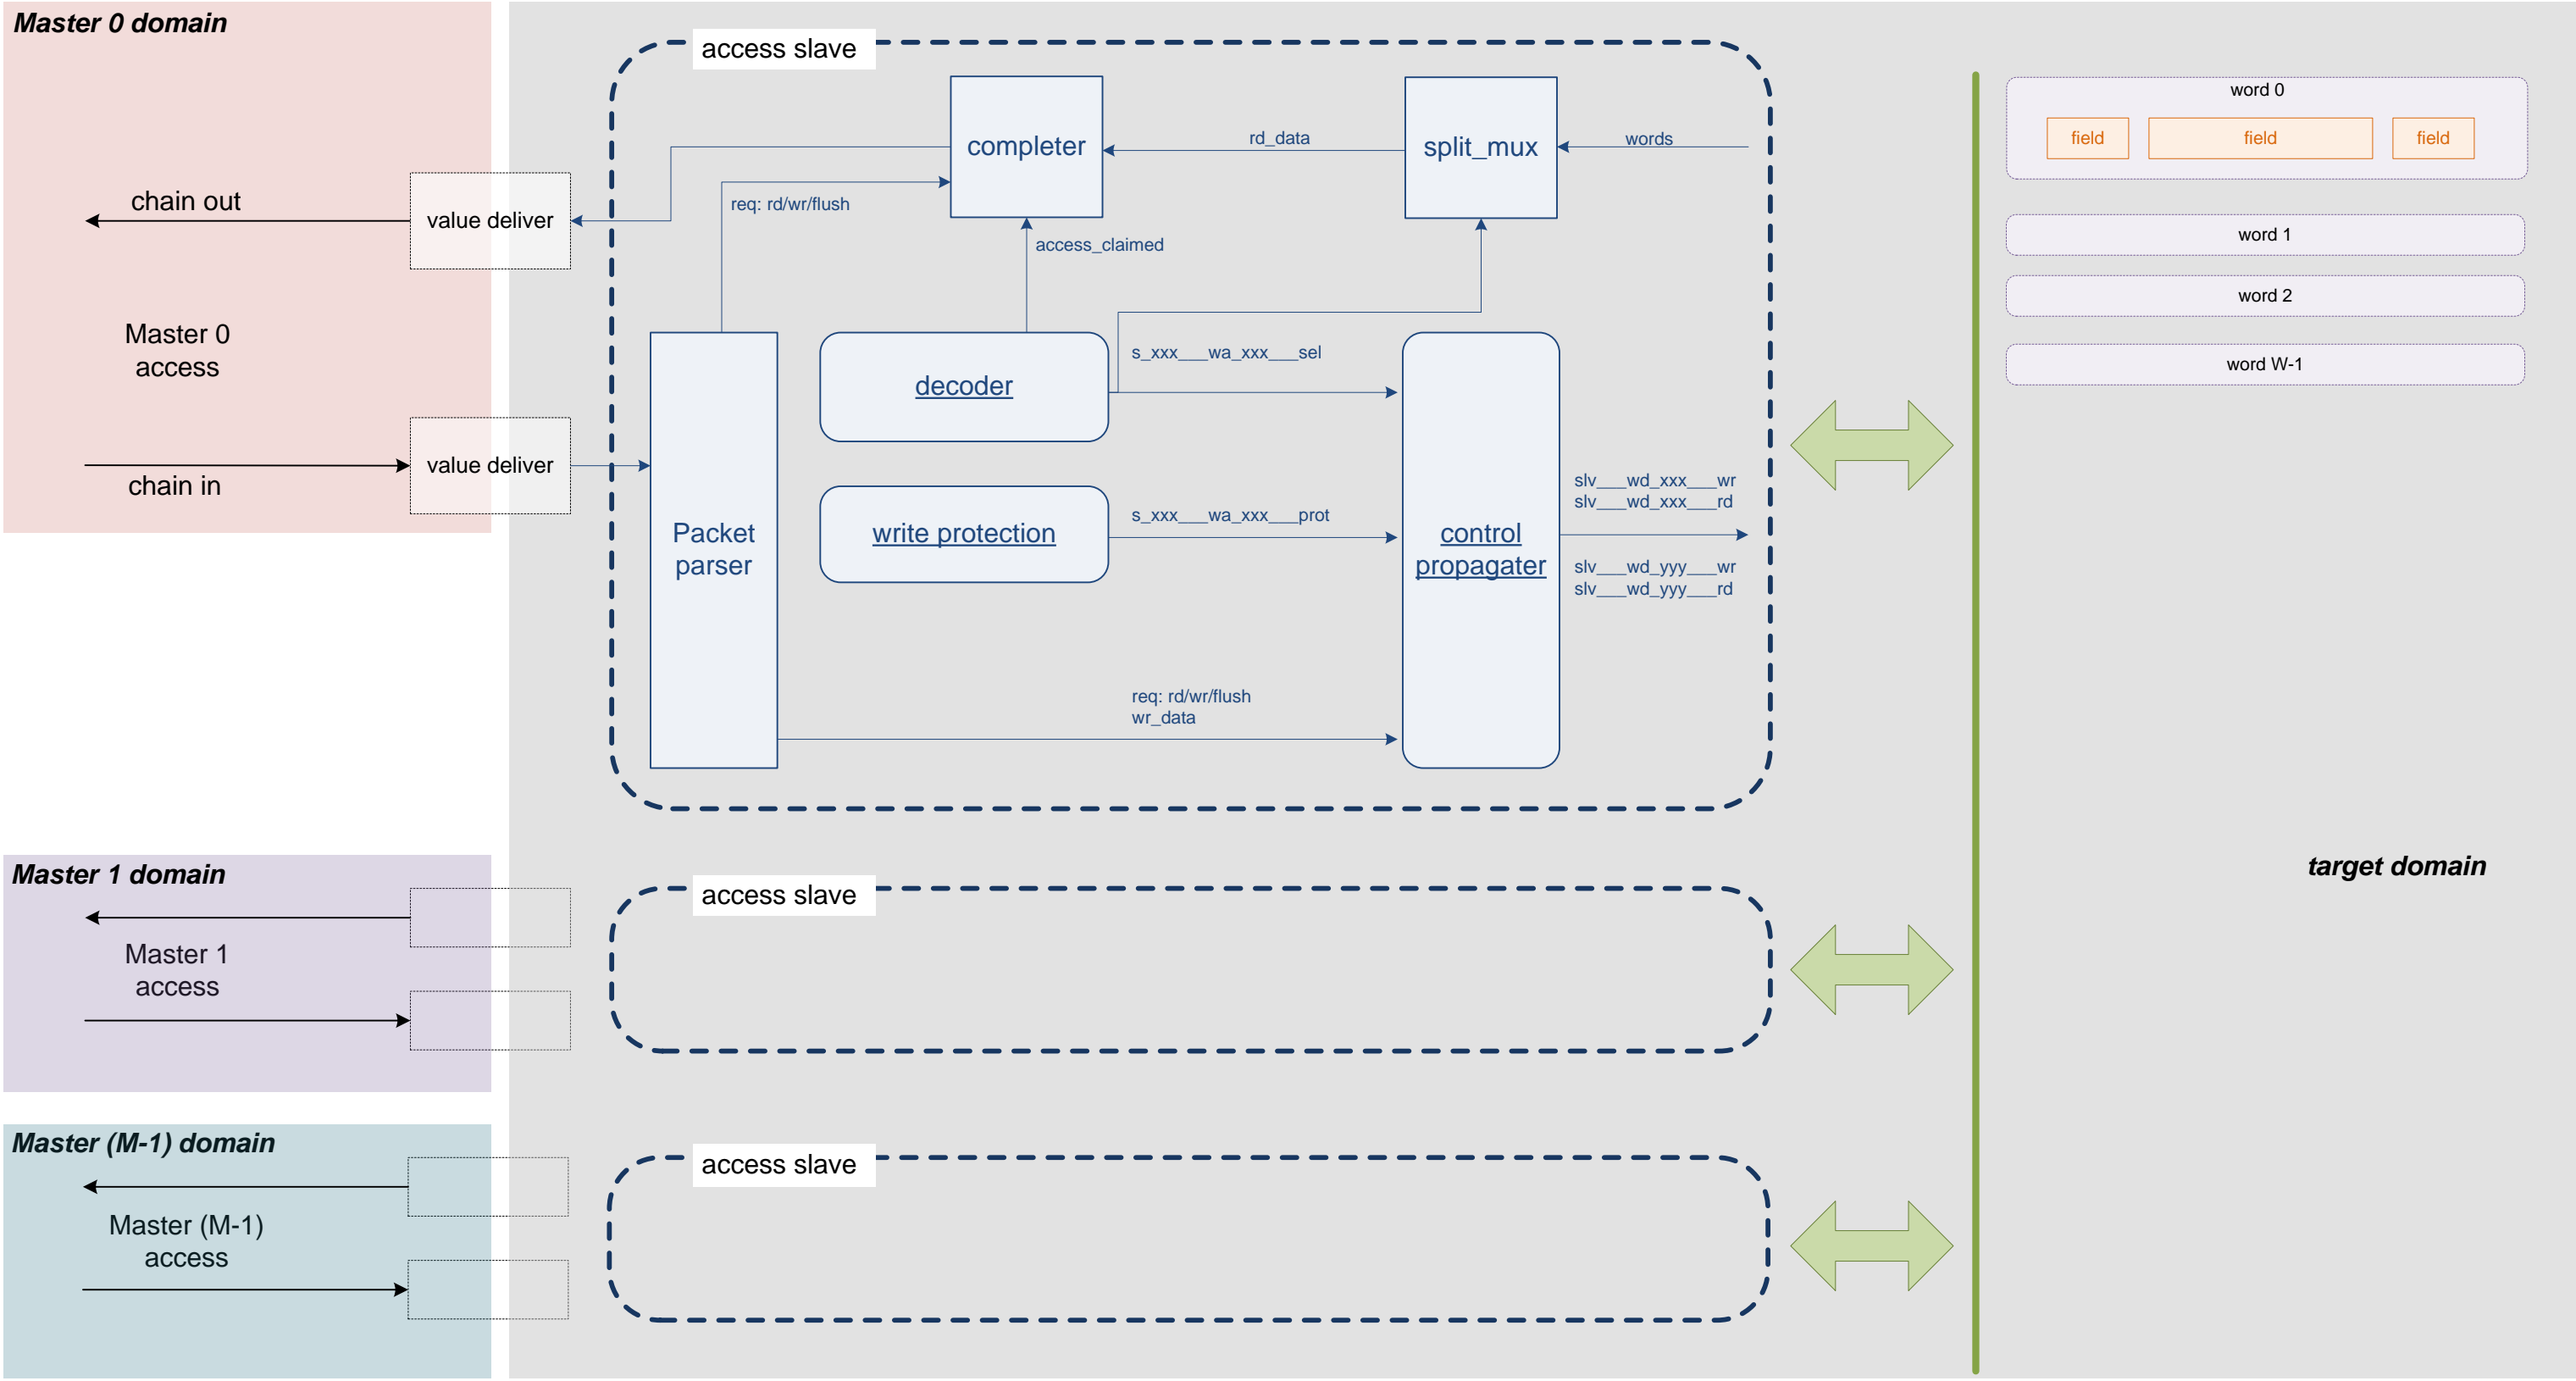 Master 0 domain
access slave
completer
rd_data
split_mux
words
word 0
field
field
field
chain out
value deliver
req: rd/wr/flush
access_claimed
word 1
word 2
word W-1
Master 0
access
decoder
s_xxx___wa_xxx___sel
chain in
value deliver
Packet
parser
write protection
s_xxx___wa_xxx___prot
control
propagater
slv___wd_xxx___wr
slv___wd_xxx___rd
slv___wd_yyy___wr
slv___wd_yyy___rd
req: rd/wr/flush
wr_data
Master 1 domain
access slave
target domain
Master 1
access
Master (M-1) domain
access slave
Master (M-1)
access